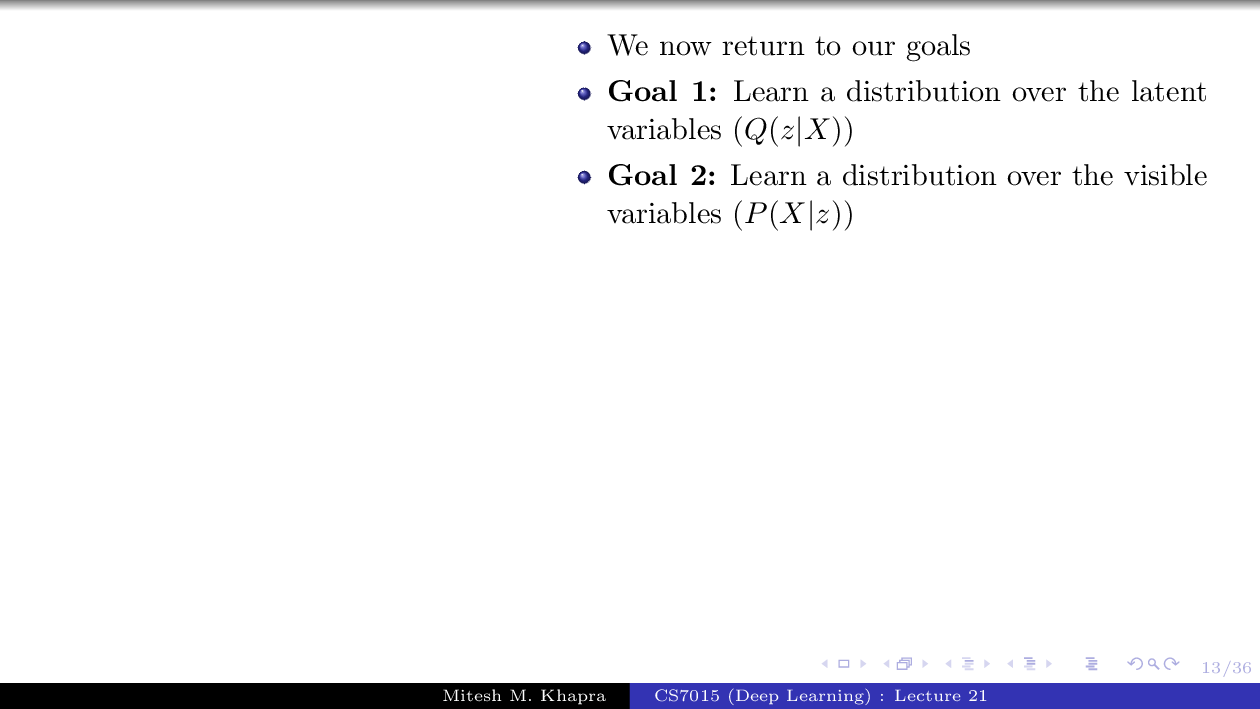 We now return to our goals
Goal 1: Learn a distribution over the latent
variables (Q(z|X))
Goal 2: Learn a distribution over the visible
variables (P(X|z))
13/36
Mitesh M. Khapra CS7015 (Deep Learning) : Lecture 21